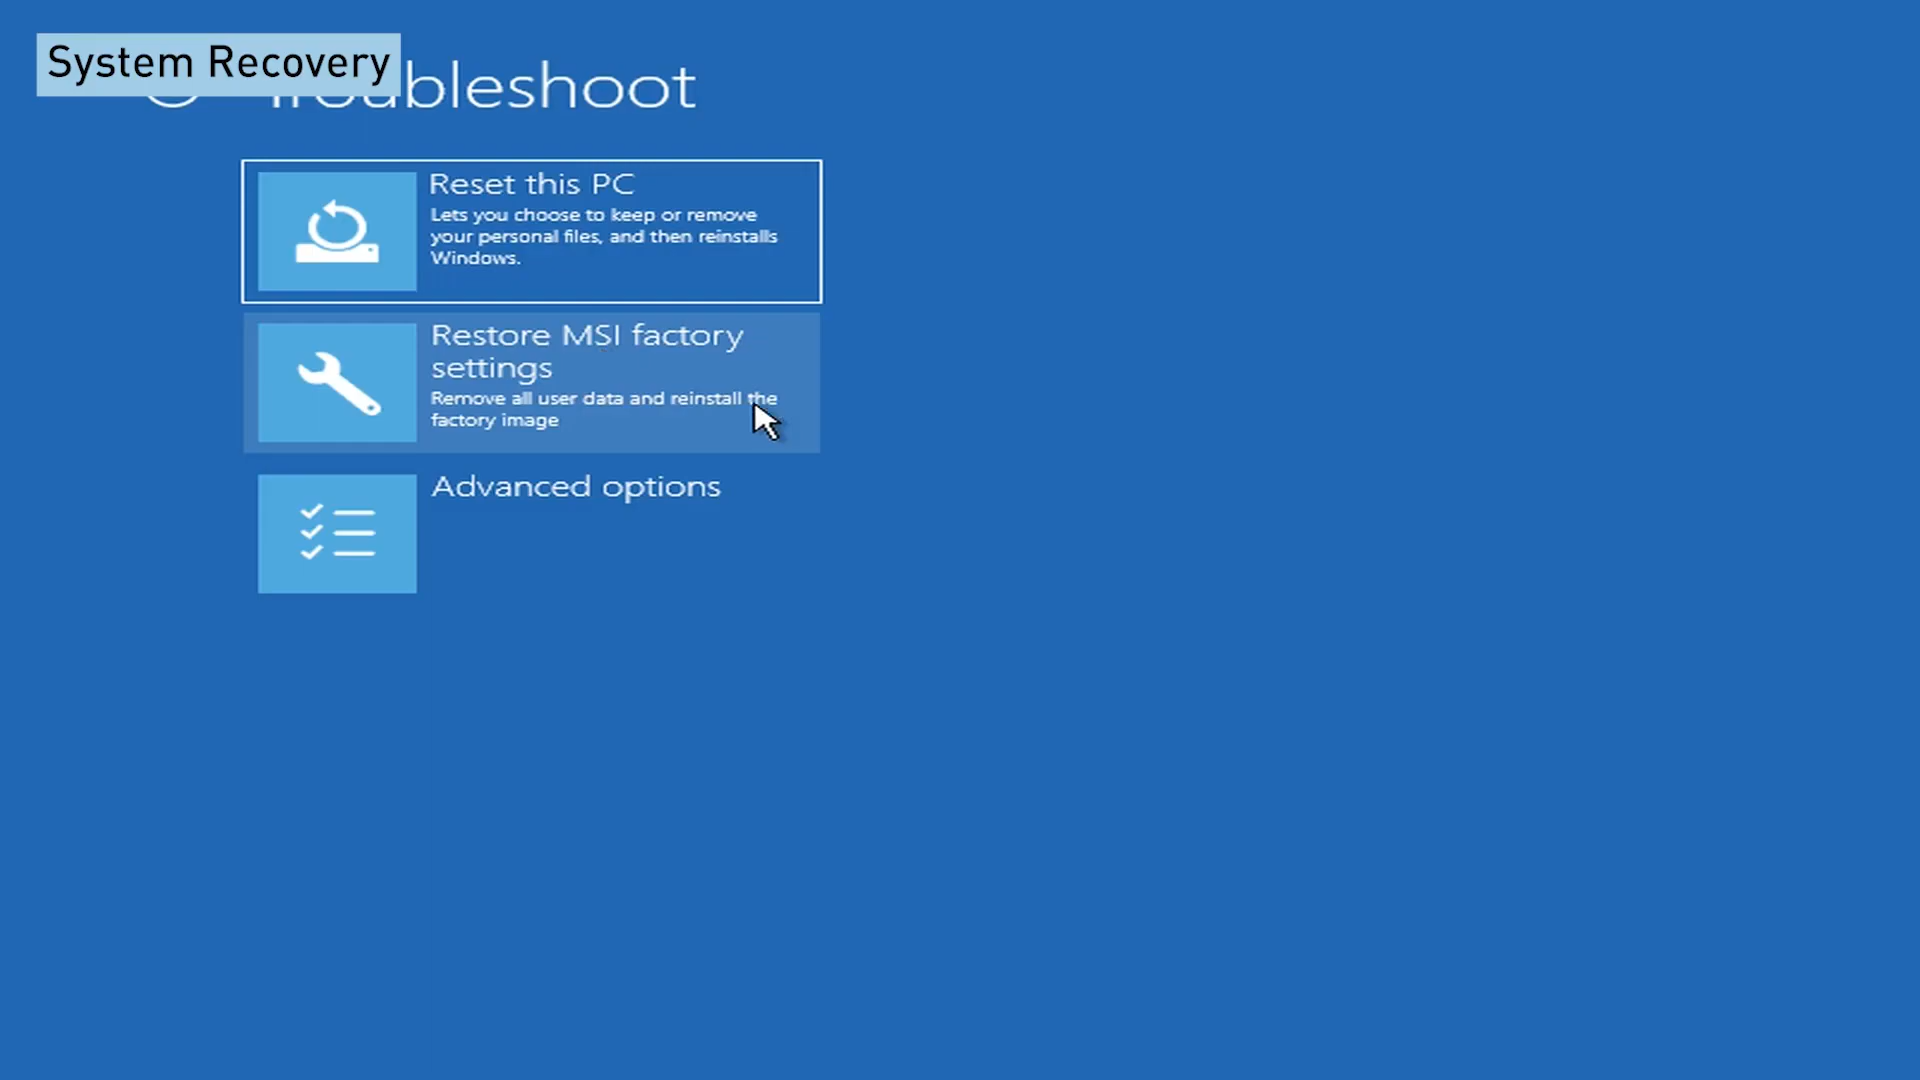 System Recovery
Troubleshoot
Reset this PC
Lets you choose to keep or remove
your personal files, and then reinstalls
Windows.
Restore MSI factory
settings
Remove all user data and reinstall the
factory image
Advanced options